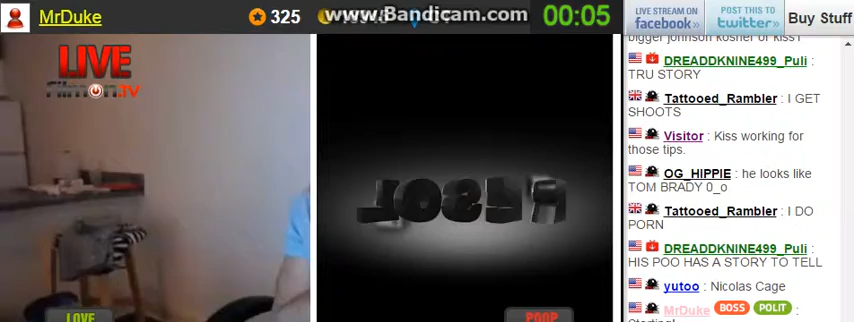 MrDuke
325
www.Bandicam.com
00:05
LIVE STREAM ON
facebook»
POST THIS TO
twitter»
Buy Stuff
LIVE
FilmOn.TV
LOVE
POOP
bigger johnson kosher or kiss1
DREADDKNINE499_Puli :
TRU STORY
Tattooed_Rambler : I GET
SHOOTS
Visitor : Kiss working for
those tips.
OG_HIPPIE : he looks like
TOM BRADY 0_o
Tattooed_Rambler : I DO
PORN
DREADDKNINE499_Puli :
HIS POO HAS A STORY TO TELL
yutoo : Nicolas Cage
MrDuke BOSS POLIT :